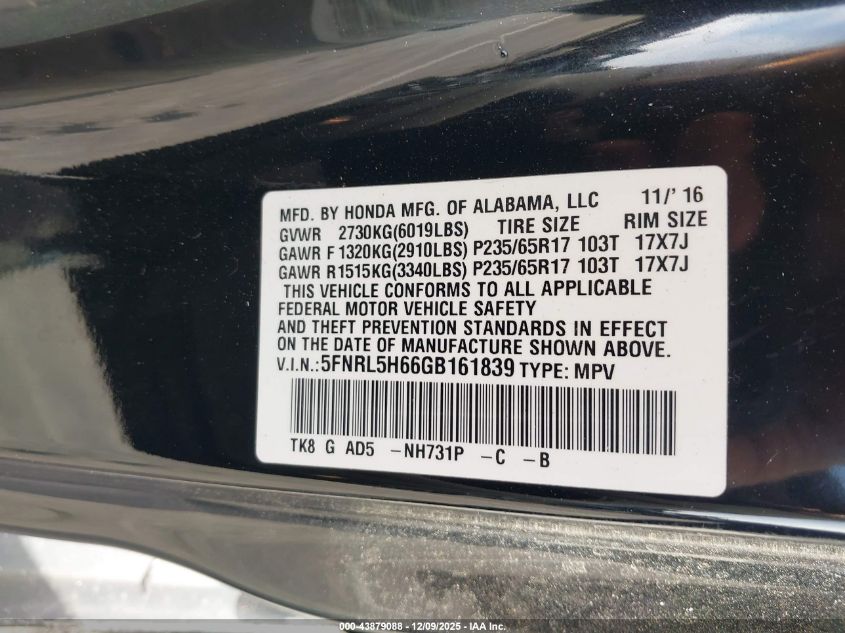 MFD. BY HONDA MFG. OF ALABAMA, LLC 11/'16
GVWR 2730KG(6019LBS) TIRE SIZE RIM SIZE
GAWR F 1320KG(2910LBS) P235/65R17 103T 17X7J
GAWR R1515KG(3340LBS) P235/65R17 103T 17X7J
THIS VEHICLE CONFORMS TO ALL APPLICABLE
FEDERAL MOTOR VEHICLE SAFETY
AND THEFT PREVENTION STANDARDS IN EFFECT
ON THE DATE OF MANUFACTURE SHOWN ABOVE.
V.I.N.:5FNRL5H66GB161839 TYPE: MPV
TK8 G AD5 -NH731P -C -B
000-43879088 - 12/09/2025 - IAA Inc.